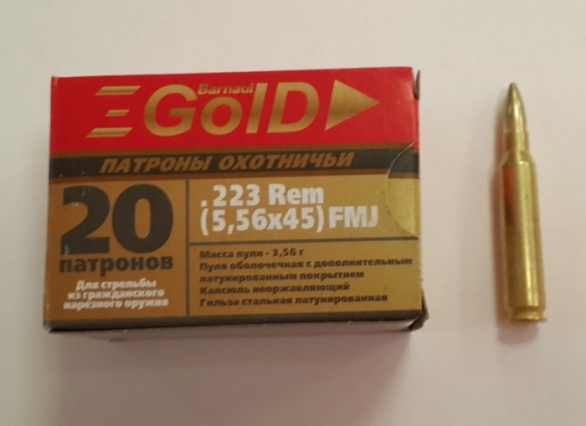 Barnaul
GolD
ПАТРОНЫ ОХОТНИЧЬИ
20
патронов
Для стрельбы
из гражданского
нарезного оружия
.223 Rem
(5,56x45) FMJ
Масса пули - 3,56 г
Пуля оболочечная с дополнительным
латунированным покрытием
Капсюль неоржавляющий
Гильза стальная латунированная